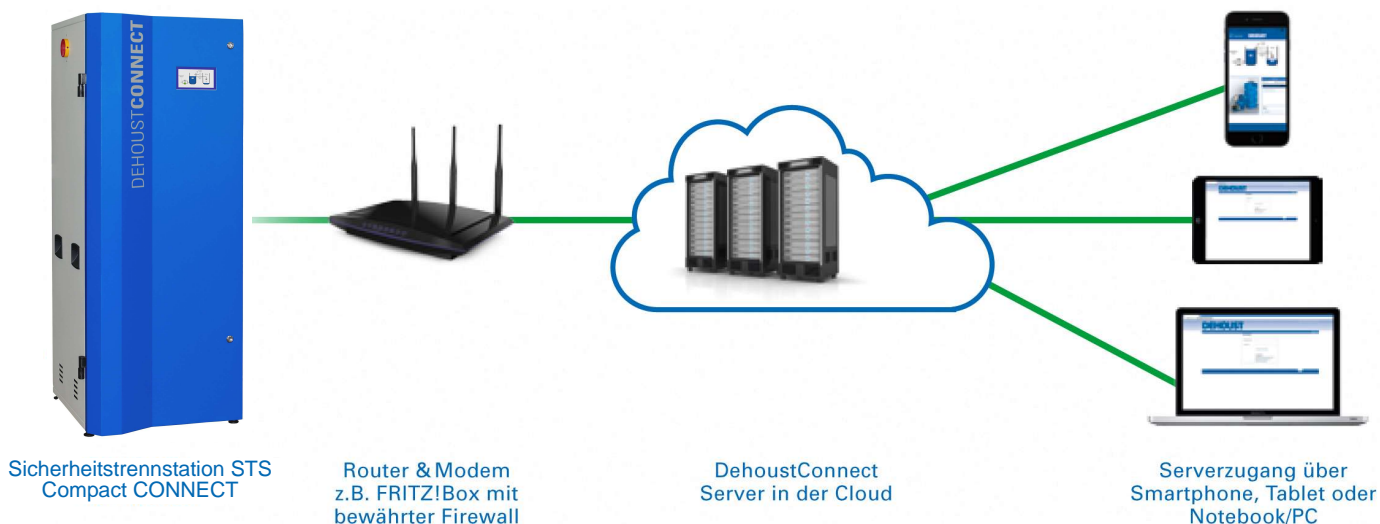 DEHOUSTCONNECT
Sicherheitstrennstation STS
Compact CONNECT
Router & Modem
z.B. FRITZ!Box mit
bewährter Firewall
DehoustConnect
Server in der Cloud
DEHOUST
DEHOUST
DEHOUST
Serverzugang über
Smartphone, Tablet oder
Notebook/PC